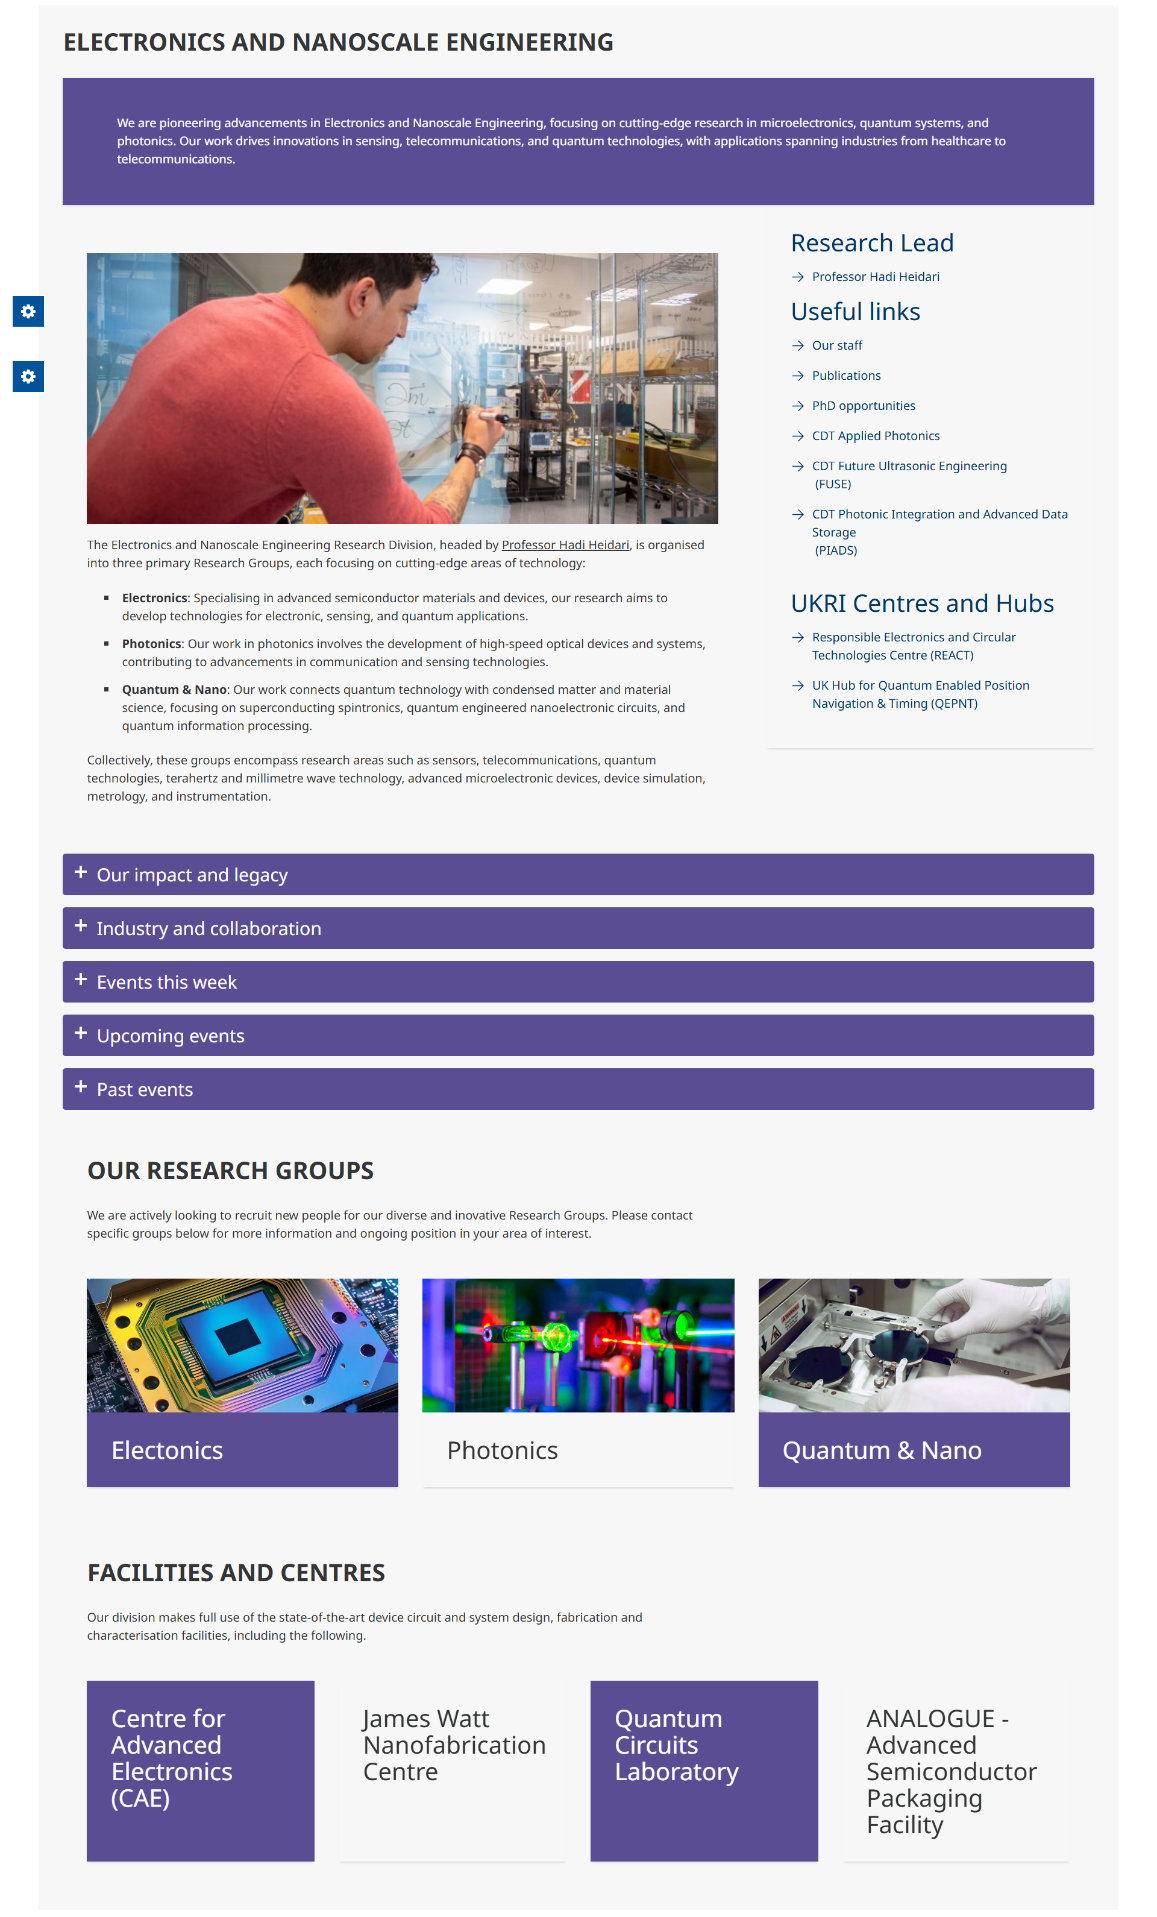 ELECTRONICS AND NANOSCALE ENGINEERING
We are pioneering advancements in Electronics and Nanoscale Engineering, focusing on cutting-edge research in microelectronics, quantum systems, and
photonics. Our work drives innovations in sensing, telecommunications, and quantum technologies, with applications spanning industries from healthcare to
telecommunications.
The Electronics and Nanoscale Engineering Research Division, headed by Professor Hadi Heidari, is organised
into three primary Research Groups, each focusing on cutting-edge areas of technology:
Electronics: Specialising in advanced semiconductor materials and devices, our research aims to
develop technologies for electronic, sensing, and quantum applications.
Photonics: Our work in photonics involves the development of high-speed optical devices and systems,
contributing to advancements in communication and sensing technologies.
Quantum & Nano: Our work connects quantum technology with condensed matter and material
science, focusing on superconducting spintronics, quantum engineered nanoelectronic circuits, and
quantum information processing.
Collectively, these groups encompass research areas such as sensors, telecommunications, quantum
technologies, terahertz and millimetre wave technology, advanced microelectronic devices, device simulation,
metrology, and instrumentation.
Research Lead
Professor Hadi Heidari
Useful links
Our staff
Publications
PhD opportunities
CDT Applied Photonics
CDT Future Ultrasonic Engineering
(FUSE)
CDT Photonic Integration and Advanced Data
Storage
(PIADS)
UKRI Centres and Hubs
Responsible Electronics and Circular
Technologies Centre (REACT)
UK Hub for Quantum Enabled Position
Navigation & Timing (QEPNT)
+ Our impact and legacy
+ Industry and collaboration
+ Events this week
+ Upcoming events
+ Past events
OUR RESEARCH GROUPS
We are actively looking to recruit new people for our diverse and inovative Research Groups. Please contact
specific groups below for more information and ongoing position in your area of interest.
Electonics
Photonics
Quantum & Nano
FACILITIES AND CENTRES
Our division makes full use of the state-of-the-art device circuit and system design, fabrication and
characterisation facilities, including the following.
Centre for
Advanced
Electronics
(CAE)
James Watt
Nanofabrication
Centre
Quantum
Circuits
Laboratory
ANALOGUE -
Advanced
Semiconductor
Packaging
Facility